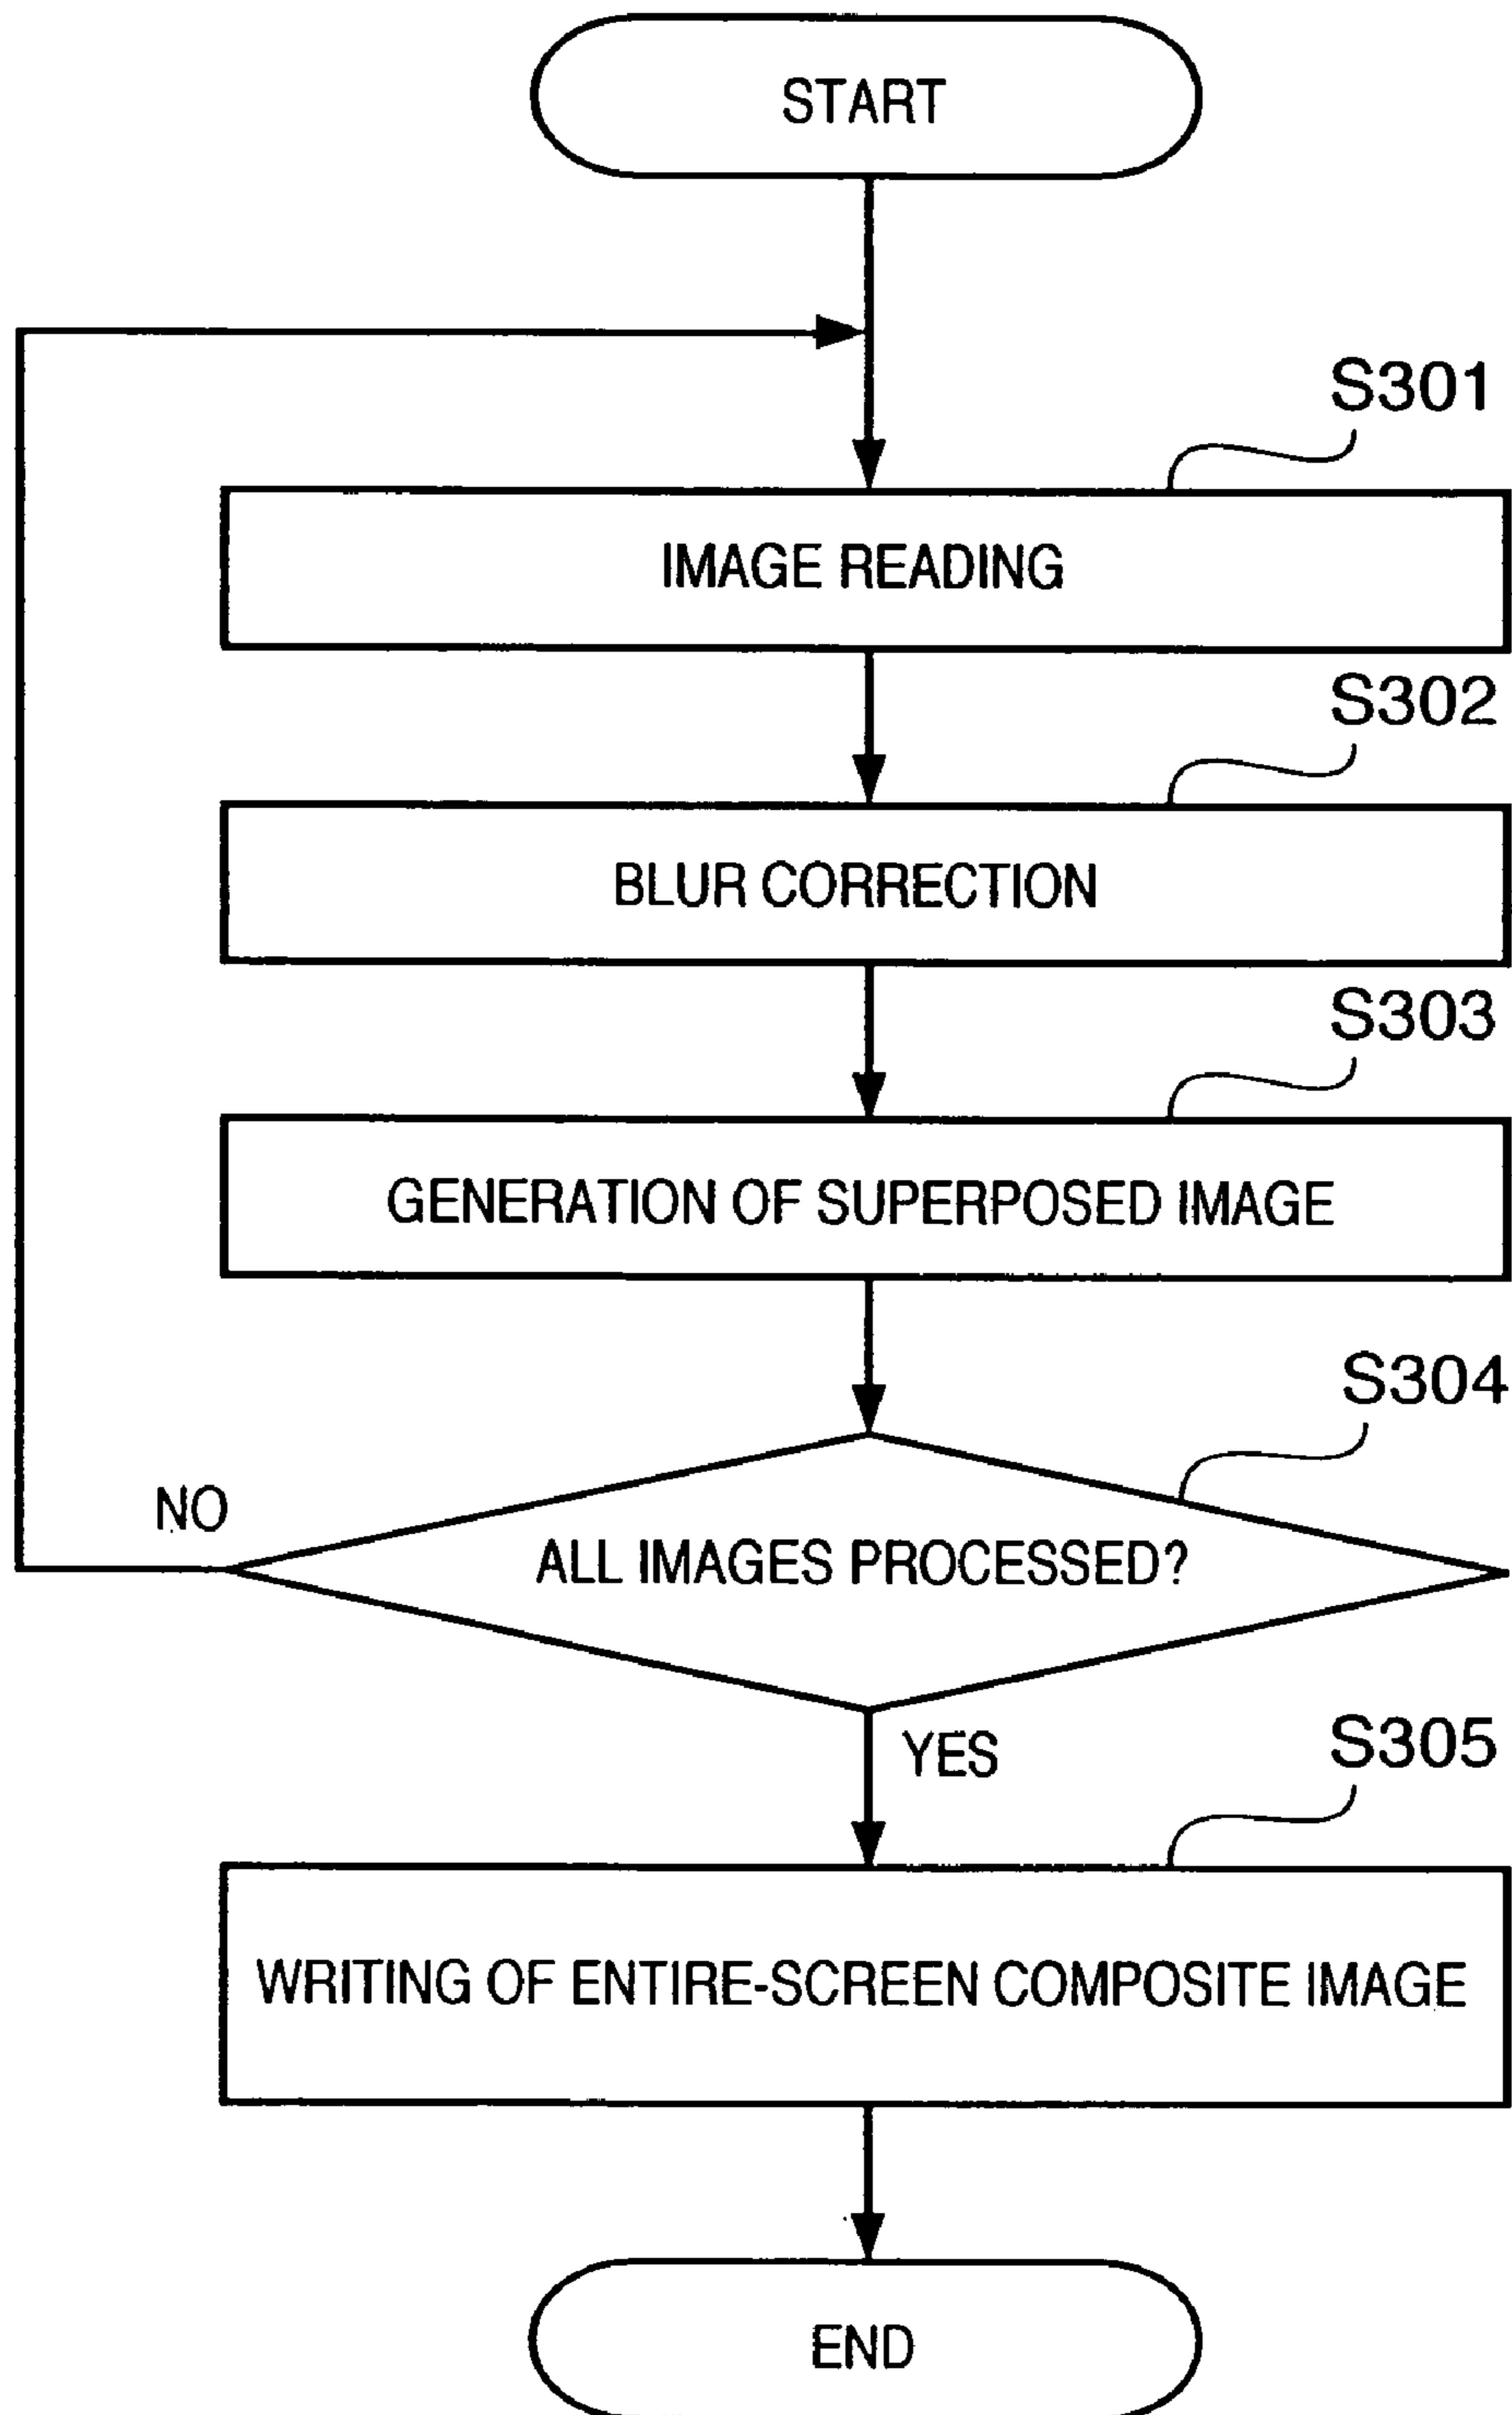 START
S301
IMAGE READING
S302
BLUR CORRECTION
S303
GENERATION OF SUPERPOSED IMAGE
S304
NO
ALL IMAGES PROCESSED?
YES
S305
WRITING OF ENTIRE-SCREEN COMPOSITE IMAGE
END